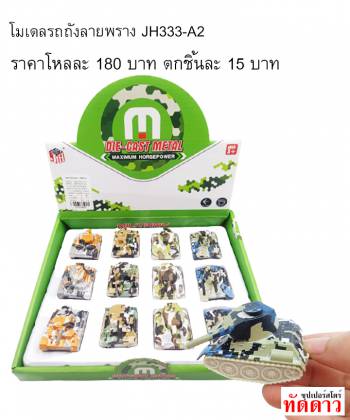 โมเดลรถถังลายพราง JH333-A2
ราคาโหลละ 180 บาท ตกชิ้นละ 15 บาท
M
DIE-CAST METAL
MAXIMUM HORSEPOWER
ซุปเปอร์สโตร์
ทัดดาว